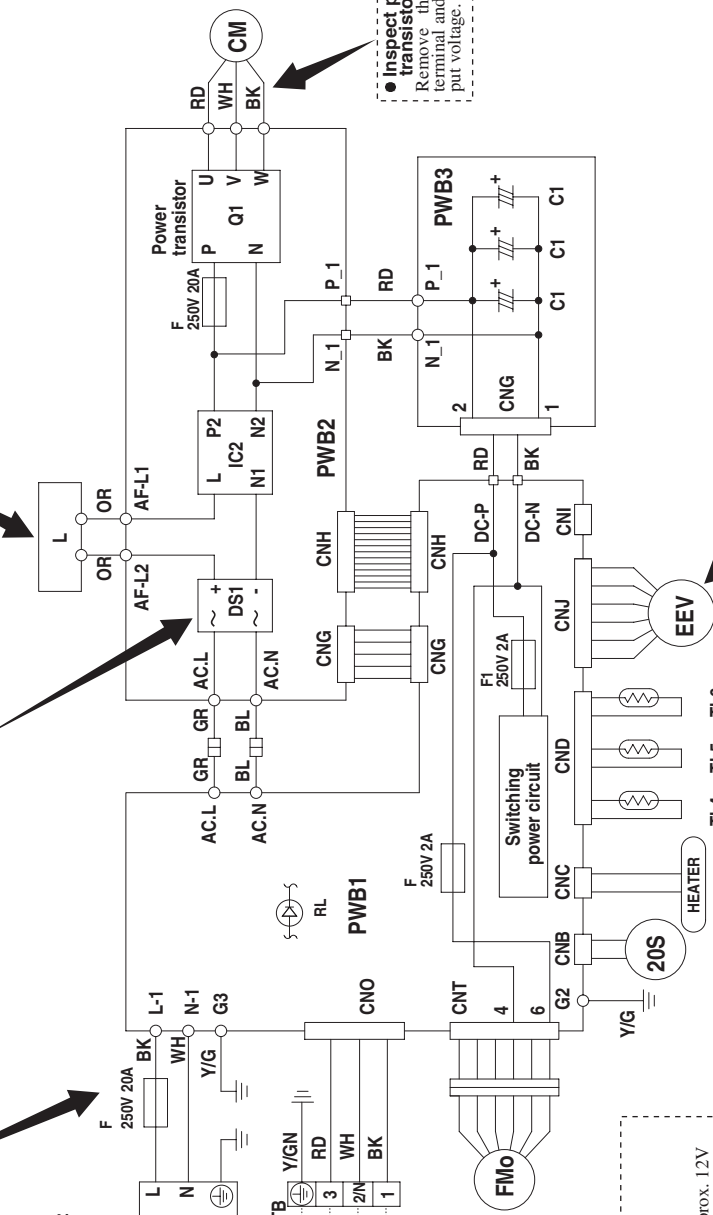 CM
RD
WH
BK
● Inspect p
transisto
Remove th
terminal and
put voltage.
Power
transistor
U
V
W
Q1
P
N
F
250V 20A
P_1
N_1
RD
BK
P_1
N_1
PWB3
C1
C1
C1
2
CNG
1
L
OR
OR
AF-L1
AF-L2
L
P2
IC2
N1
N2
PWB2
~ +
DS1
~ -
AC.L
AC.N
GR
BL
GR
BL
AC.L
AC.N
CNH
CNH
CNG
CNG
RD
BK
DC-P
DC-N
CNI
CNJ
EEV
F1
250V 2A
Switching
power circuit
CND
CNC
HEATER
CNB
20S
F
250V 2A
RL
PWB1
L-1
N-1
G3
BK
WH
Y/G
F
250V 20A
L
N
CNO
Y/GN
RD
WH
BK
TB
3
2/N
1
CNT
4
6
G2
Y/G
FMo
prox. 12V